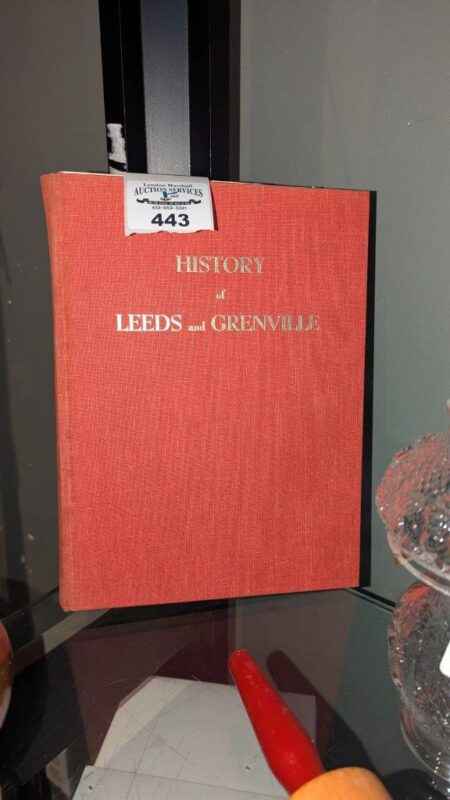 AUCTION SERVICES
443
HISTORY
of
LEEDS and GRENVILLE